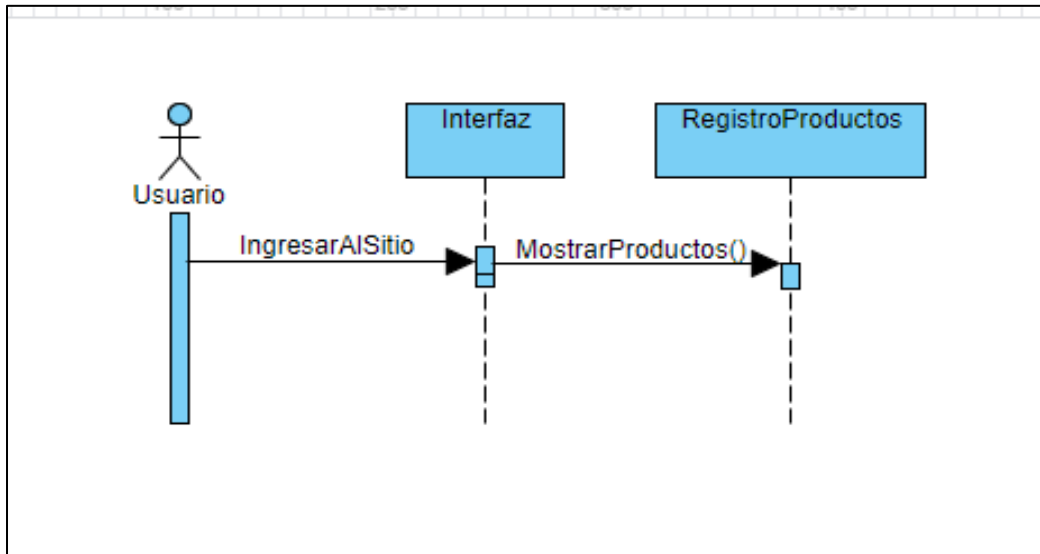 Interfaz
RegistroProductos
Usuario
IngresarAlSitio
MostrarProductos()